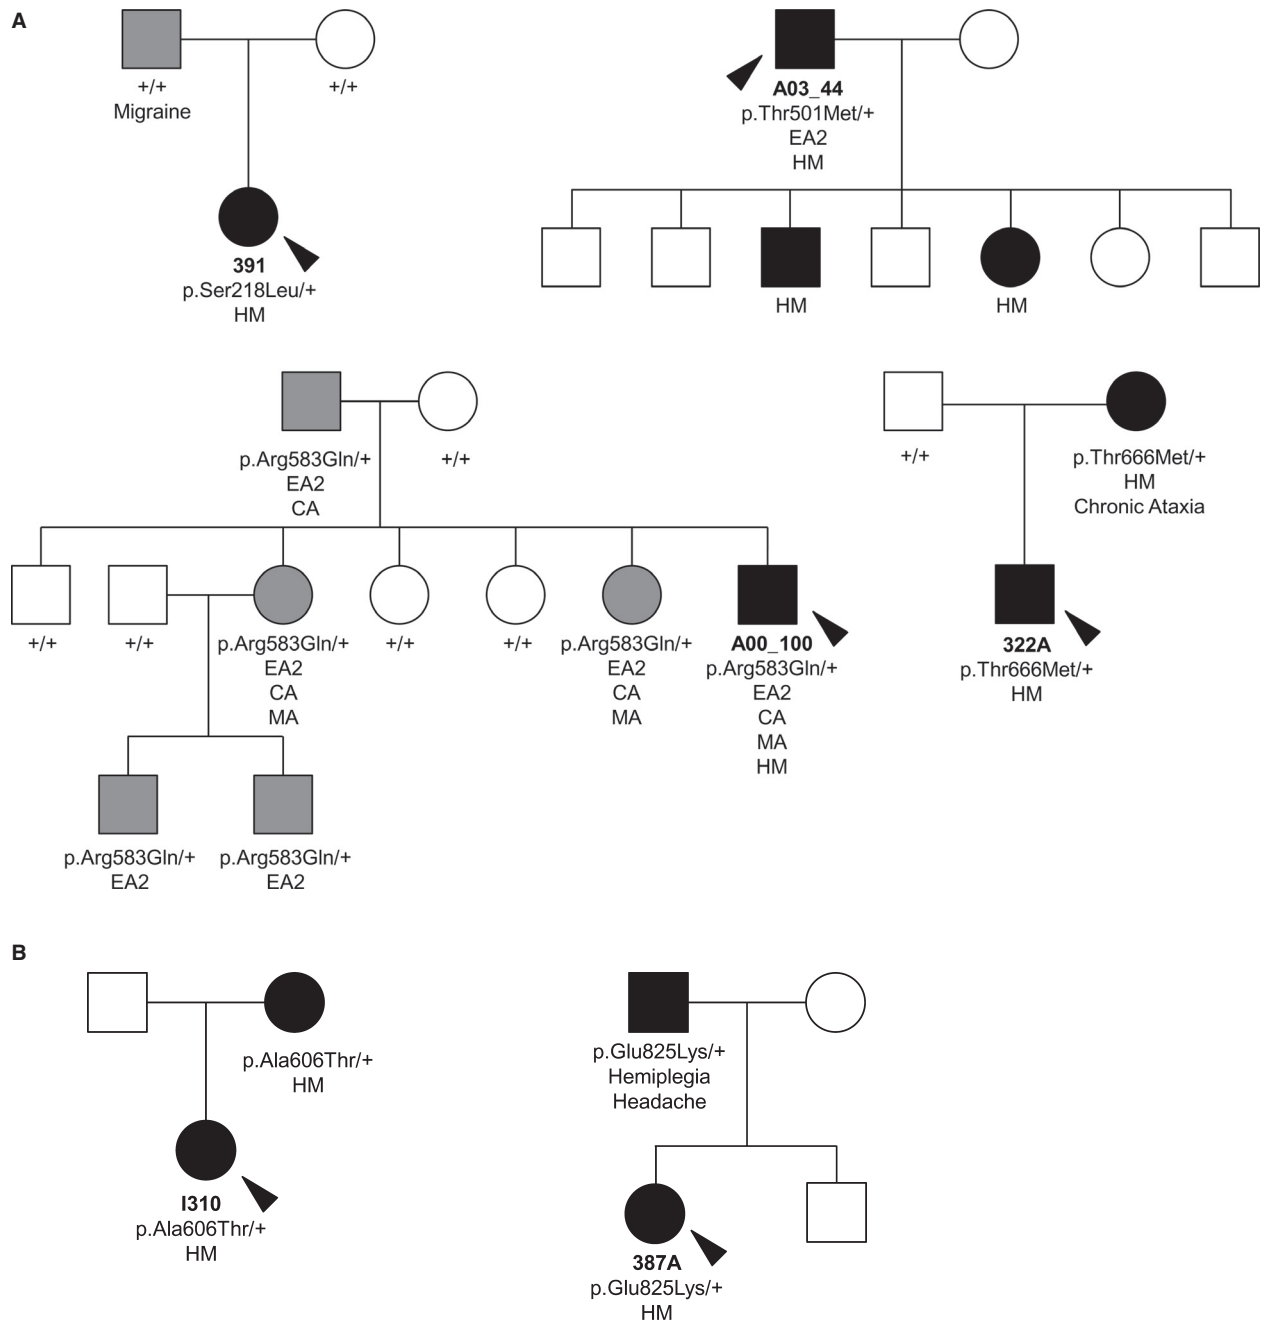 A
+/+
Migraine
+/+
391
p.Ser218Leu/+
HM
A03_44
p.Thr501Met/+
EA2
HM
HM
HM
p.Arg583Gln/+
EA2
CA
+/+
+/+
+/+
p.Arg583Gln/+
EA2
CA
MA
+/+
+/+
p.Arg583Gln/+
EA2
CA
MA
A00_100
p.Arg583Gln/+
EA2
CA
MA
HM
p.Arg583Gln/+
EA2
p.Arg583Gln/+
EA2
+/+
p.Thr666Met/+
HM
Chronic Ataxia
322A
p.Thr666Met/+
HM
B
p.Ala606Thr/+
HM
I310
p.Ala606Thr/+
HM
p.Glu825Lys/+
Hemiplegia
Headache
387A
p.Glu825Lys/+
HM